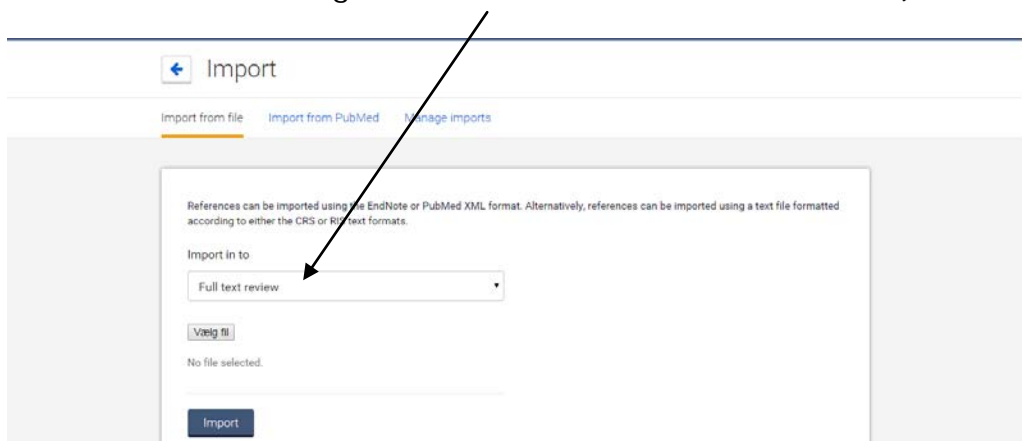 Import
Import from file Import from PubMed Manage imports
References can be imported using the EndNote or PubMed XML format. Alternatively, references can be imported using a text file formatted
according to either the CRS or RIS text formats.
Import in to
Full text review
Vælg fil
No file selected.
Import